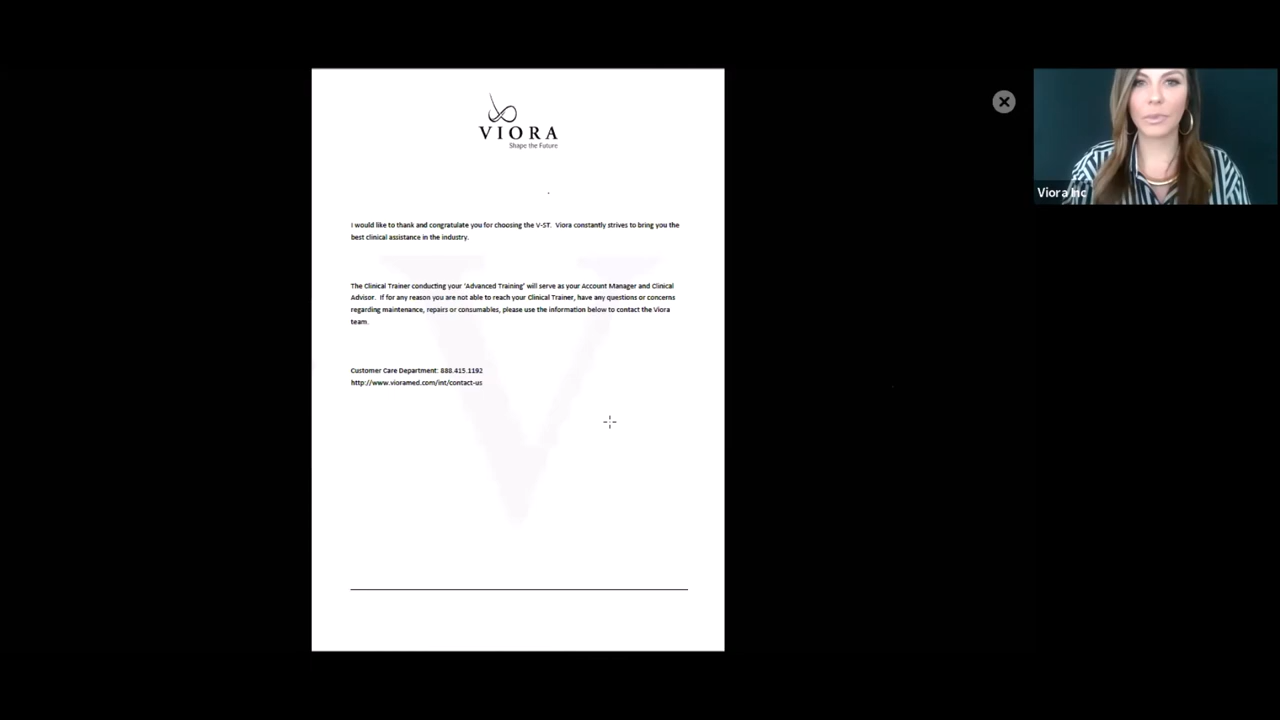 VIORA
Shape the Future
I would like to thank and congratulate you for choosing the V-ST. Viora constantly strives to bring you the
best clinical assistance in the industry.
The Clinical Trainer conducting your 'Advanced Training' will serve as your Account Manager and Clinical
Advisor. If for any reason you are not able to reach your Clinical Trainer, have any questions or concerns
regarding maintenance, repairs or consumables, please use the information below to contact the Viora
team.
Customer Care Department: 888.415.1192
http://www.vioramed.com/int/contact-us
Viora Inc